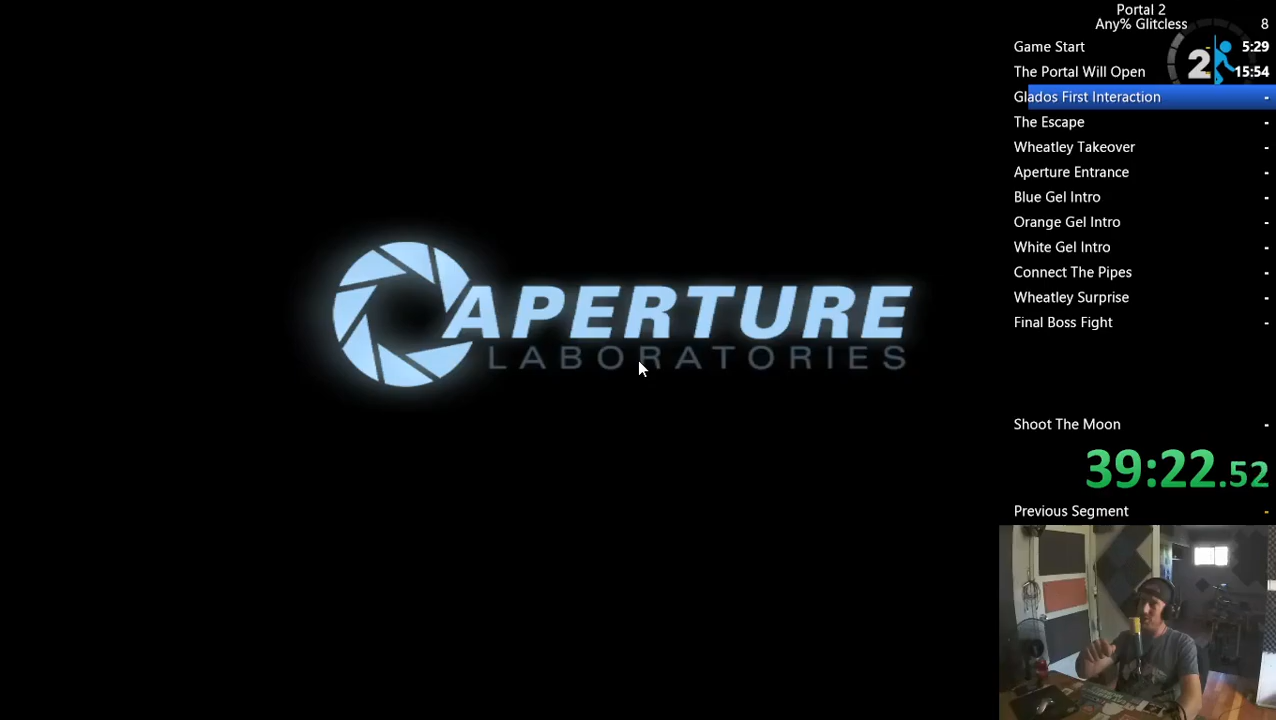 Portal 2
Any% Glitcless 8
Game Start 5:29
The Portal Will Open 15:54
Glados First Interaction -
The Escape -
Wheatley Takeover -
Aperture Entrance -
Blue Gel Intro -
Orange Gel Intro -
White Gel Intro -
Connect The Pipes -
Wheatley Surprise -
Final Boss Fight -
Shoot The Moon -
39:22.52
Previous Segment -
2
APERTURE
LABORATORIES